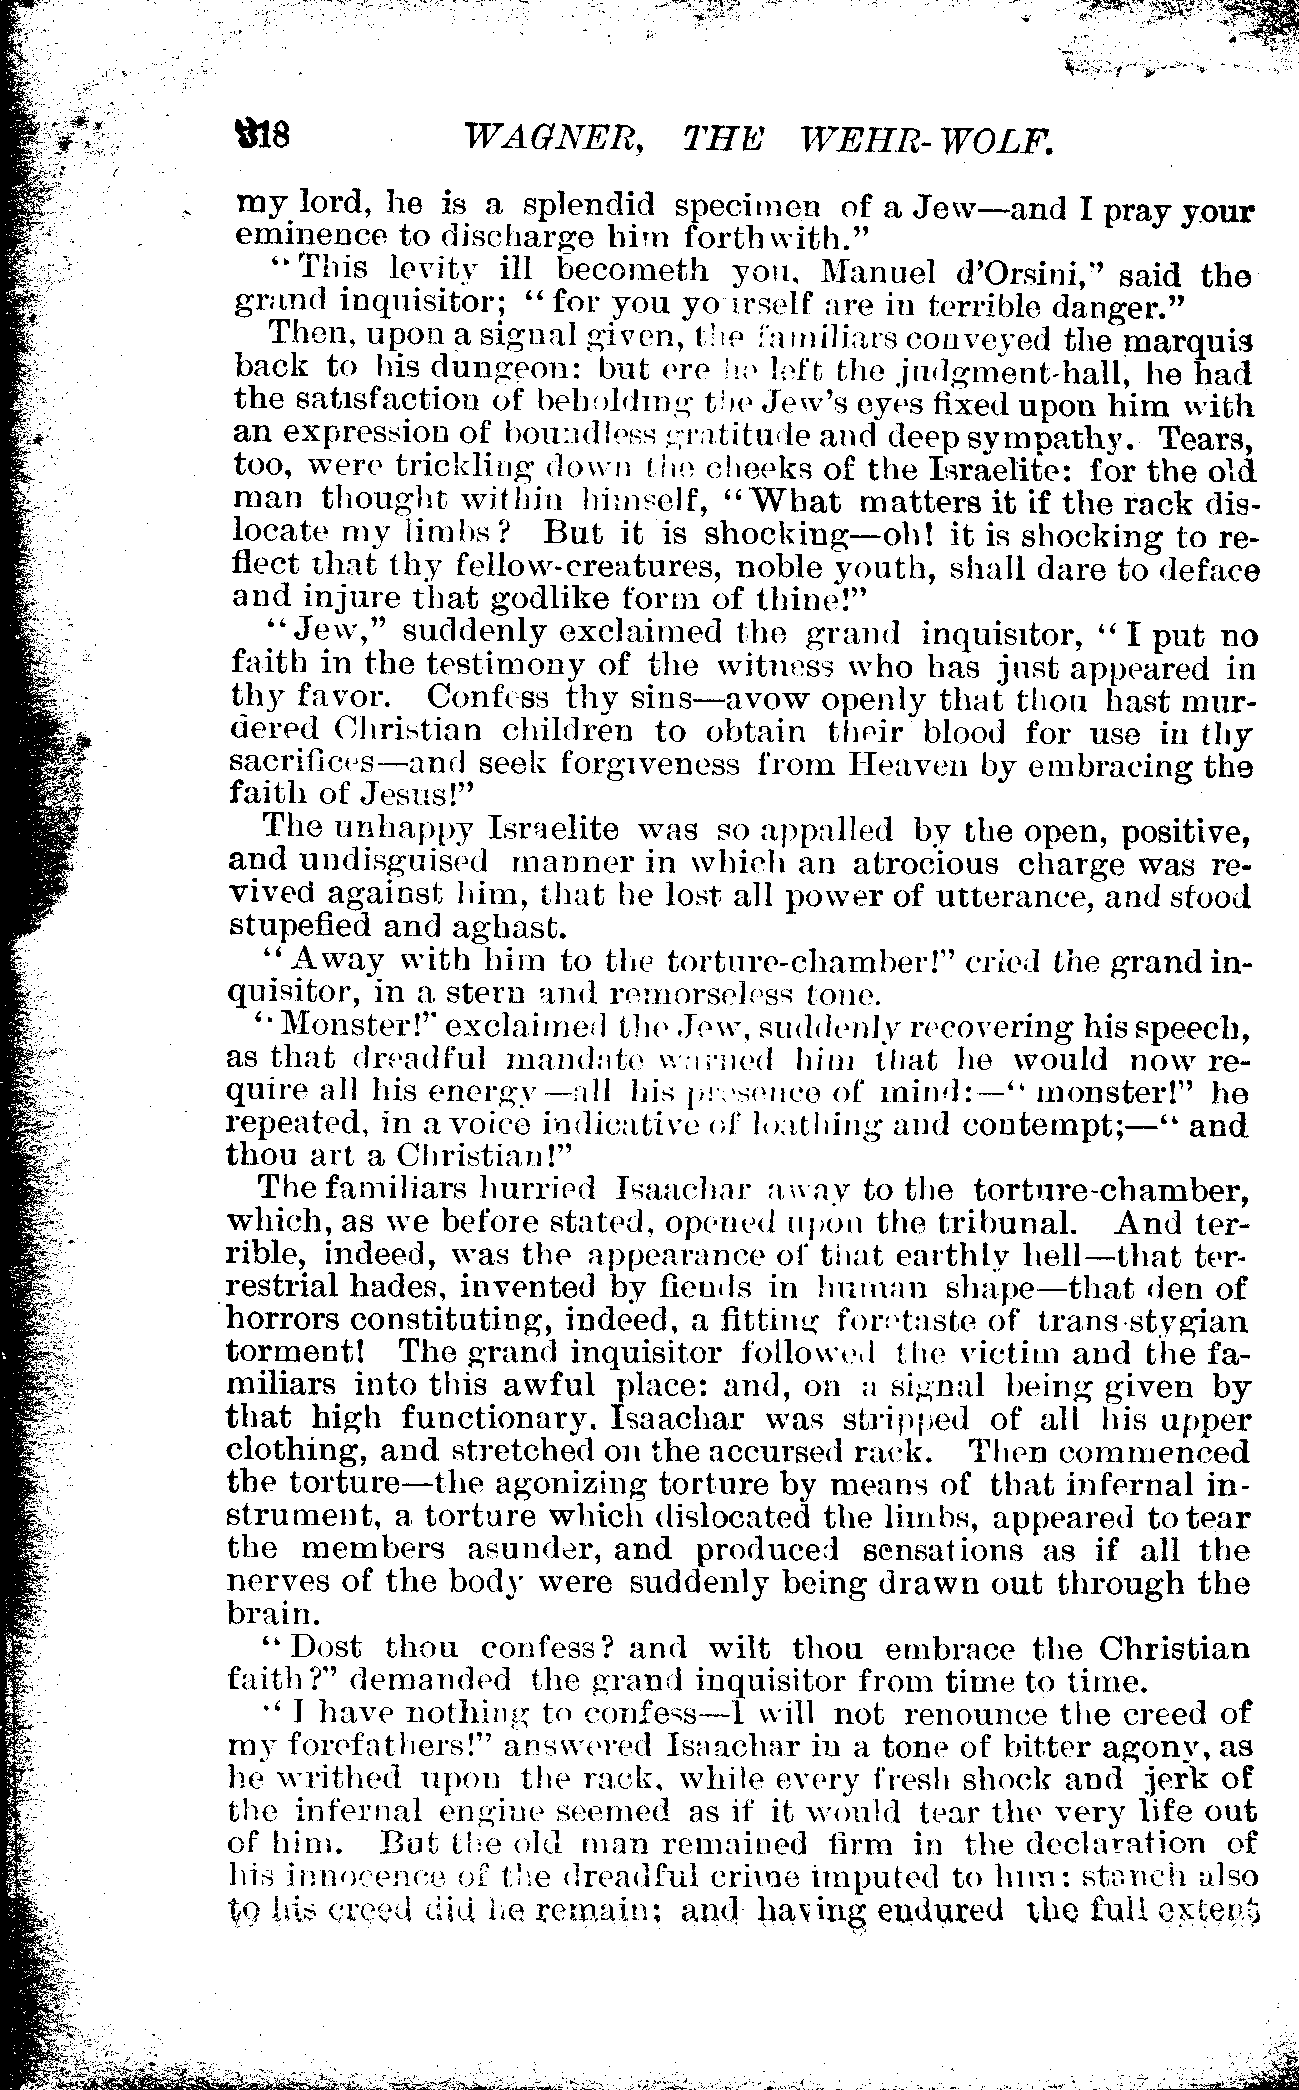 318 WAGNER, THE WEHR-WOLF.
my lord, he is a splendid specimen of a Jew—and I pray your
eminence to discharge him forthwith."
"This levity ill becometh you, Manuel d'Orsini," said the
grand inquisitor; "for you yourself are in terrible danger."
Then, upon a signal given, the familiars conveyed the marquis
back to his dungeon: but ere he left the judgment-hall, he had
the satisfaction of beholding the Jew's eyes fixed upon him with
an expression of boundless gratitude and deep sympathy. Tears,
too, were trickling down the cheeks of the Israelite: for the old
man thought within himself, "What matters it if the rack dis-
locate my limbs? But it is shocking—oh! it is shocking to re-
flect that thy fellow-creatures, noble youth, shall dare to deface
and injure that godlike form of thine!"
"Jew," suddenly exclaimed the grand inquisitor, "I put no
faith in the testimony of the witness who has just appeared in
thy favor. Confess thy sins—avow openly that thou hast mur-
dered Christian children to obtain their blood for use in thy
sacrifices—and seek forgiveness from Heaven by embracing the
faith of Jesus!"
The unhappy Israelite was so appalled by the open, positive,
and undisguised manner in which an atrocious charge was re-
vived against him, that he lost all power of utterance, and stood
stupefied and aghast.
"Away with him to the torture-chamber!" cried the grand in-
quisitor, in a stern and remorseless tone.
"Monster!" exclaimed the Jew, suddenly recovering his speech,
as that dreadful mandate warned him that he would now re-
quire all his energy—all his presence of mind:—"monster!" he
repeated, in a voice indicative of loathing and contempt;—"and
thou art a Christian!"
The familiars hurried Isaachar away to the torture-chamber,
which, as we before stated, opened upon the tribunal. And ter-
rible, indeed, was the appearance of that earthly hell—that ter-
restrial hades, invented by fiends in human shape—that den of
horrors constituting, indeed, a fitting foretaste of trans-stygian
torment! The grand inquisitor followed the victim and the fa-
miliars into this awful place: and, on a signal being given by
that high functionary. Isaachar was stripped of all his upper
clothing, and stretched on the accursed rack. Then commenced
the torture—the agonizing torture by means of that infernal in-
strument, a torture which dislocated the limbs, appeared to tear
the members asunder, and produced sensations as if all the
nerves of the body were suddenly being drawn out through the
brain.
"Dost thou confess? and wilt thou embrace the Christian
faith?" demanded the grand inquisitor from time to time.
"I have nothing to confess—I will not renounce the creed of
my forefathers!" answered Isaachar in a tone of bitter agony, as
he writhed upon the rack, while every fresh shock and jerk of
the infernal engine seemed as if it would tear the very life out
of him. But the old man remained firm in the declaration of
his innocence of the dreadful crime imputed to him: stanch also
to his creed did he remain; and having endured the full extent